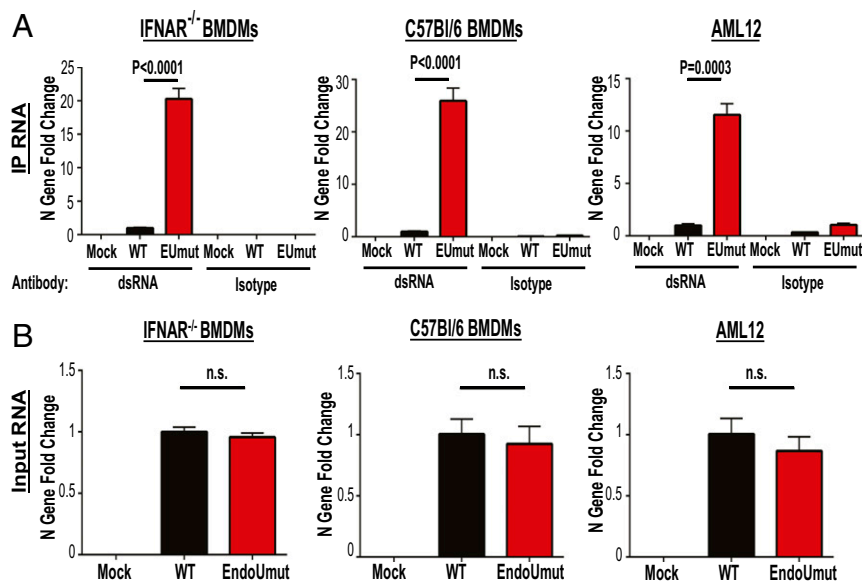 A
IFNAR-/- BMDMs
C57Bl/6 BMDMs
AML12
IP RNA
N Gene Fold Change
25
20
15
10
5
0
P<0.0001
Mock WT EUmut Mock WT EUmut
N Gene Fold Change
30
20
10
0
P<0.0001
Mock WT EUmut Mock WT EUmut
N Gene Fold Change
15
10
5
0
P=0.0003
Mock WT EUmut Mock WT EUmut
Antibody: dsRNA Isotype dsRNA Isotype dsRNA Isotype
B
IFNAR-/- BMDMs
C57Bl/6 BMDMs
AML12
Input RNA
N Gene Fold Change
1.5
1
0.5
0
n.s.
Mock WT EndoUmut
N Gene Fold Change
1.5
1
0.5
0
n.s.
Mock WT EndoUmut
N Gene Fold Change
1.5
1
0.5
0
n.s.
Mock WT EndoUmut